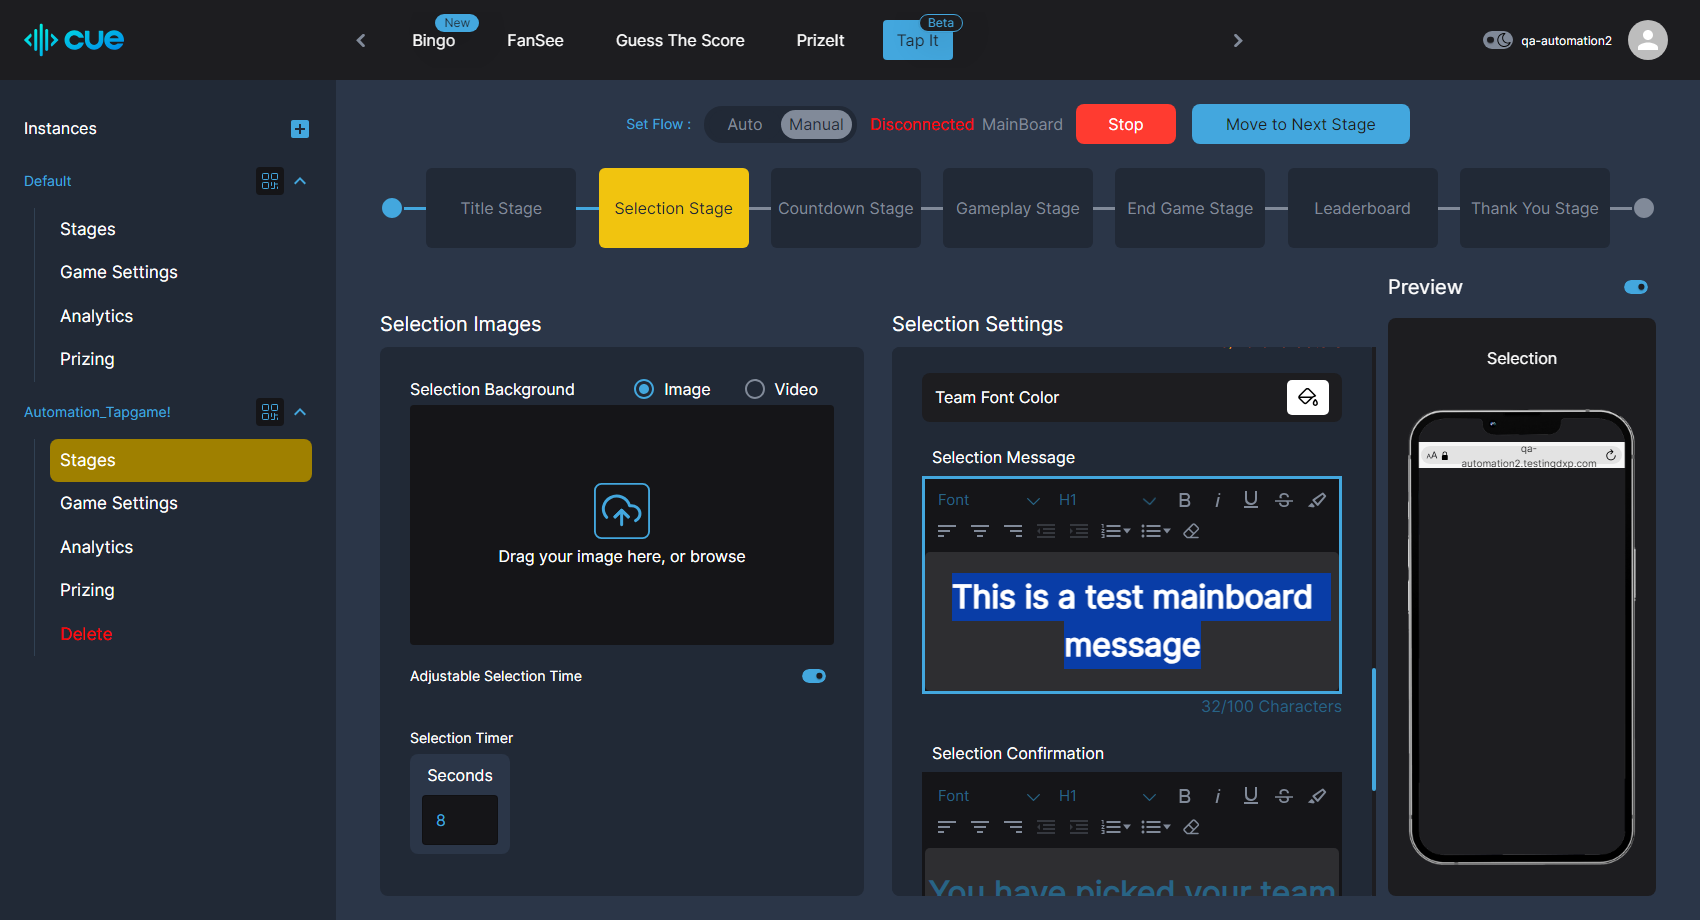 cue
New
Bingo
FanSee
Guess The Score
PrizeIt
Beta
Tap It
qa-automation2
Instances
Default
Stages
Game Settings
Analytics
Prizing
Automation_Tapgame!
Stages
Game Settings
Analytics
Prizing
Delete
Set Flow :
Auto
Manual
Disconnected MainBoard
Stop
Move to Next Stage
Title Stage
Selection Stage
Countdown Stage
Gameplay Stage
End Game Stage
Leaderboard
Thank You Stage
Selection Images
Selection Background
Image
Video
Drag your image here, or browse
Adjustable Selection Time
Selection Timer
Seconds
8
Selection Settings
Team Font Color
Selection Message
Font
H1
B i U S
This is a test mainboard
message
32/100 Characters
Selection Confirmation
Font
H1
B i U S
You have picked your team
Preview
Selection
AA
qa-
automation2.testingdxp.com